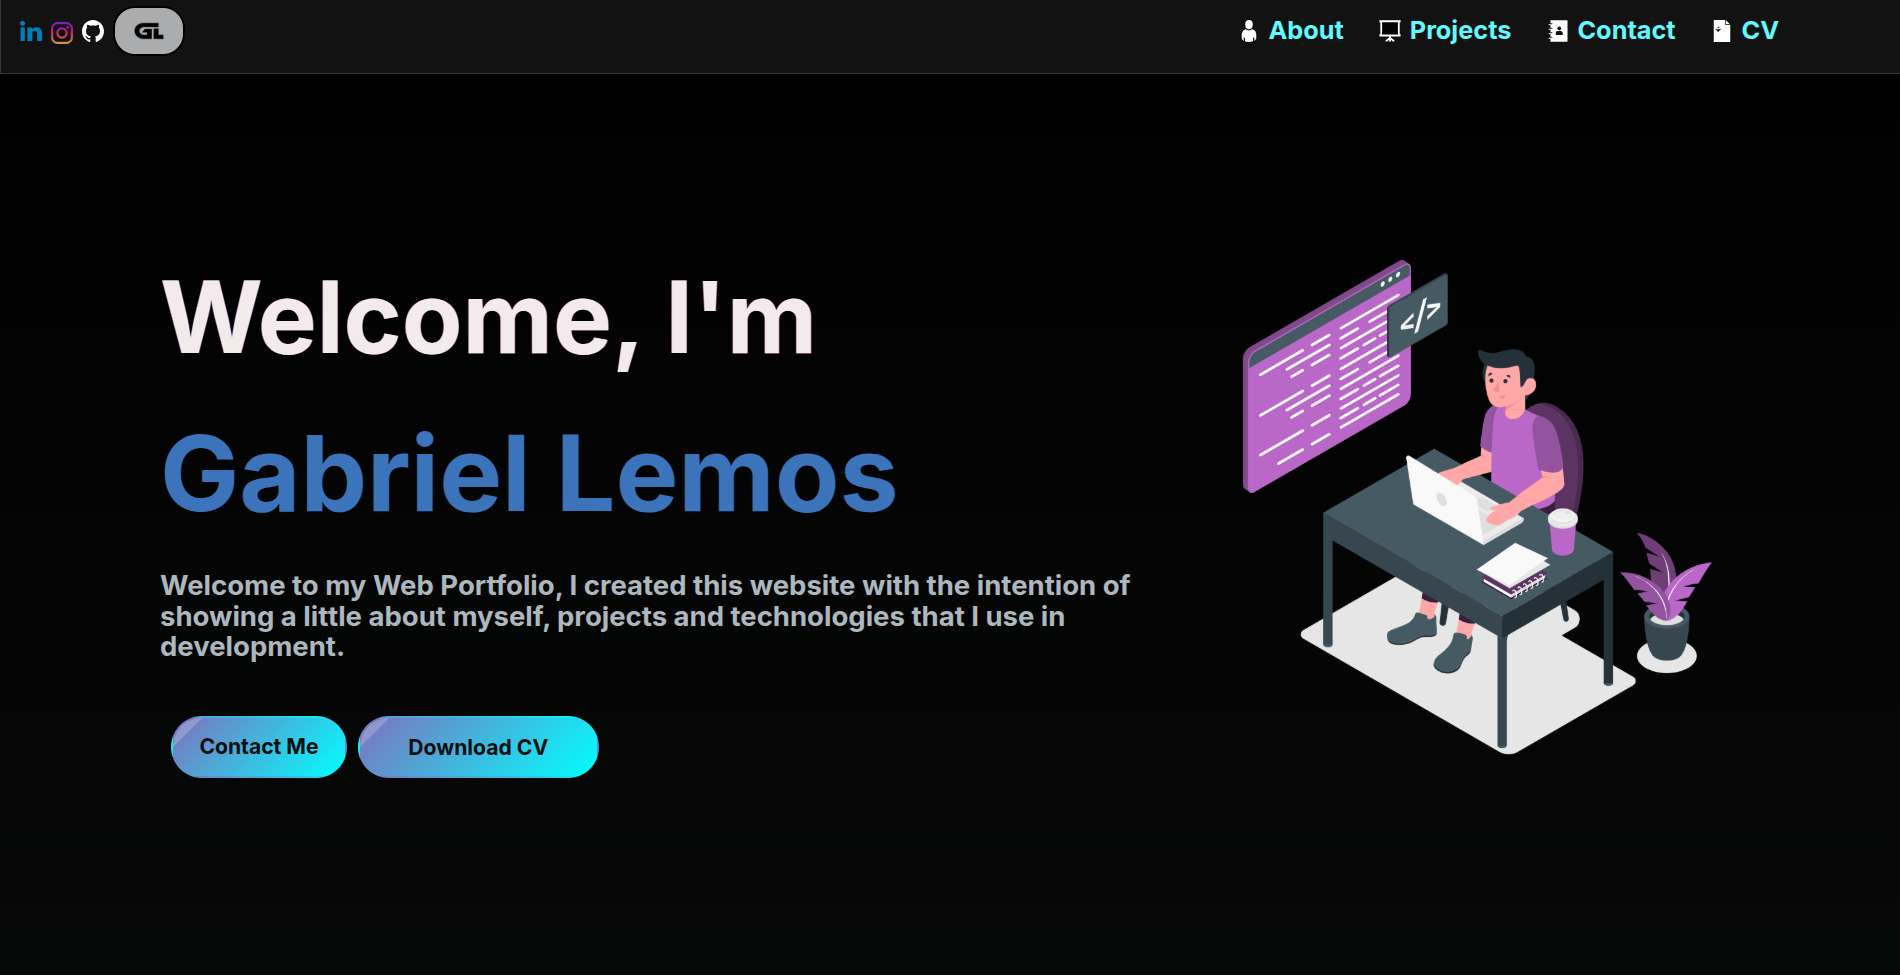 in
GL
About
Projects
Contact
CV
Welcome, I'm
Gabriel Lemos
</>
Welcome to my Web Portfolio, I created this website with the intention of
showing a little about myself, projects and technologies that I use in
development.
Contact Me
Download CV